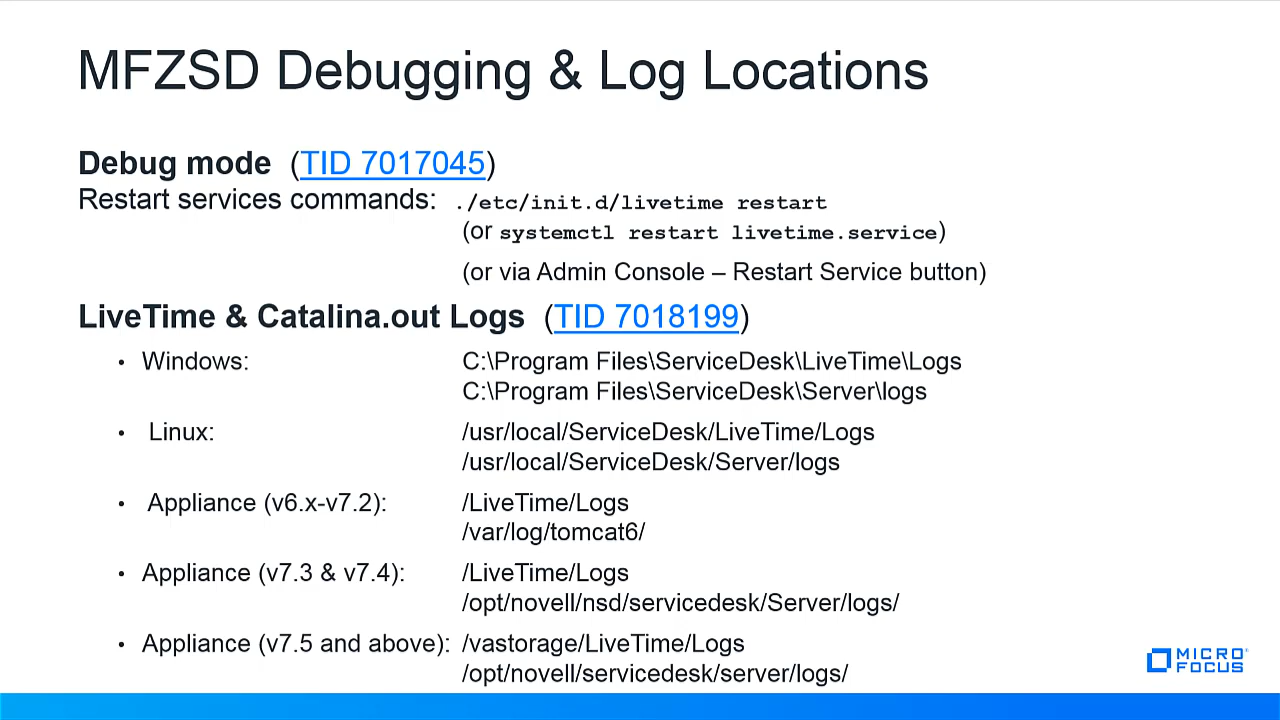 MFZSD Debugging & Log Locations
Debug mode (TID 7017045)
Restart services commands: ./etc/init.d/livetime restart
(or systemctl restart livetime.service)
(or via Admin Console – Restart Service button)
LiveTime & Catalina.out Logs (TID 7018199)
• Windows: C:\Program Files\ServiceDesk\LiveTime\Logs
C:\Program Files\ServiceDesk\Server\logs
• Linux: /usr/local/ServiceDesk/LiveTime/Logs
/usr/local/ServiceDesk/Server/logs
• Appliance (v6.x-v7.2): /LiveTime/Logs
/var/log/tomcat6/
• Appliance (v7.3 & v7.4): /LiveTime/Logs
/opt/novell/nsd/servicedesk/Server/logs/
• Appliance (v7.5 and above): /vastorage/LiveTime/Logs
/opt/novell/servicedesk/server/logs/
MICRO
FOCUS